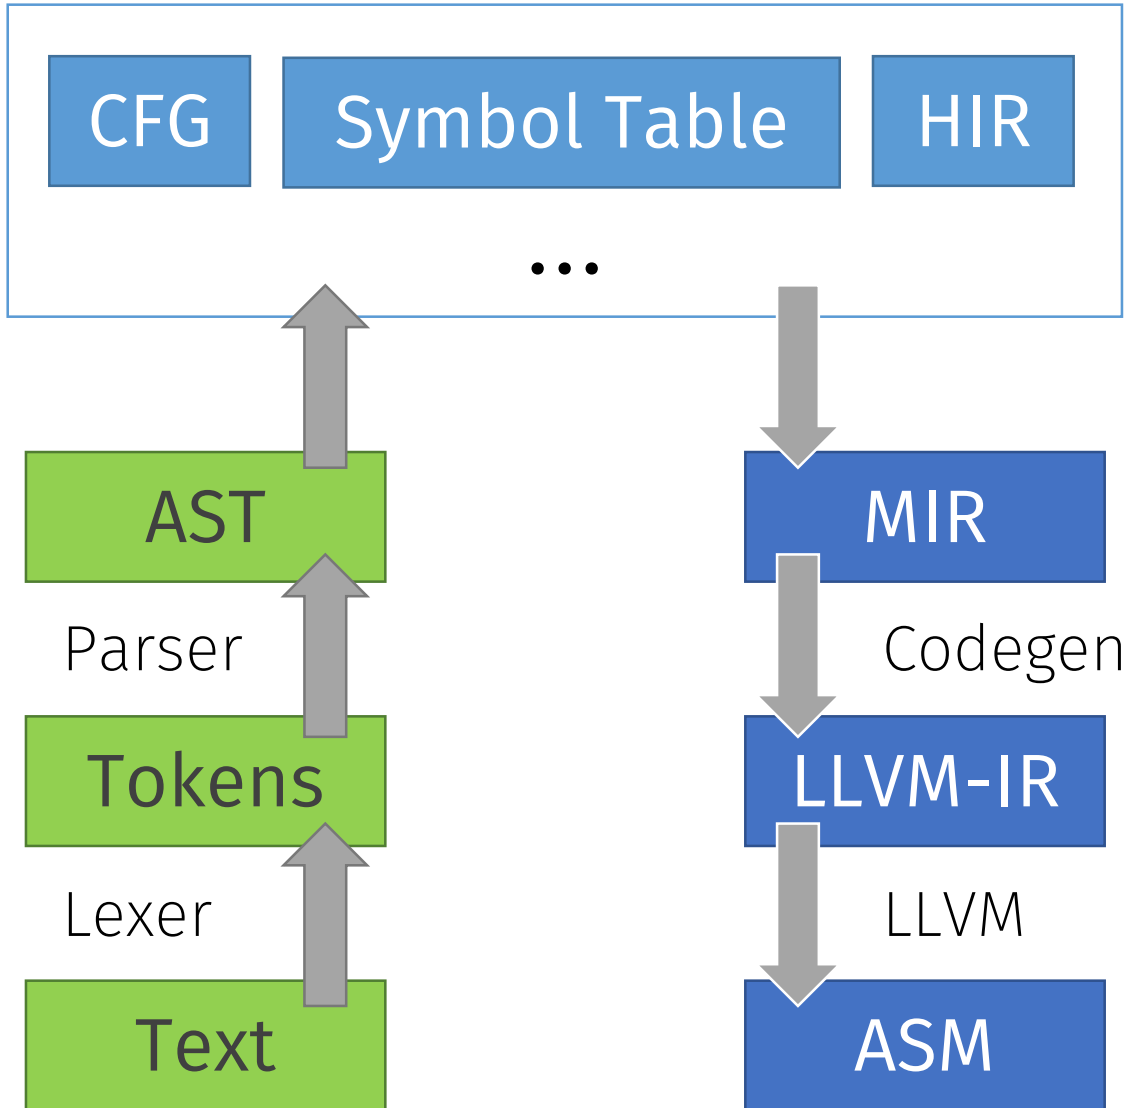 CFG
Symbol Table
HIR
...
AST
MIR
Parser
Codegen
Tokens
LLVM-IR
Lexer
LLVM
Text
ASM